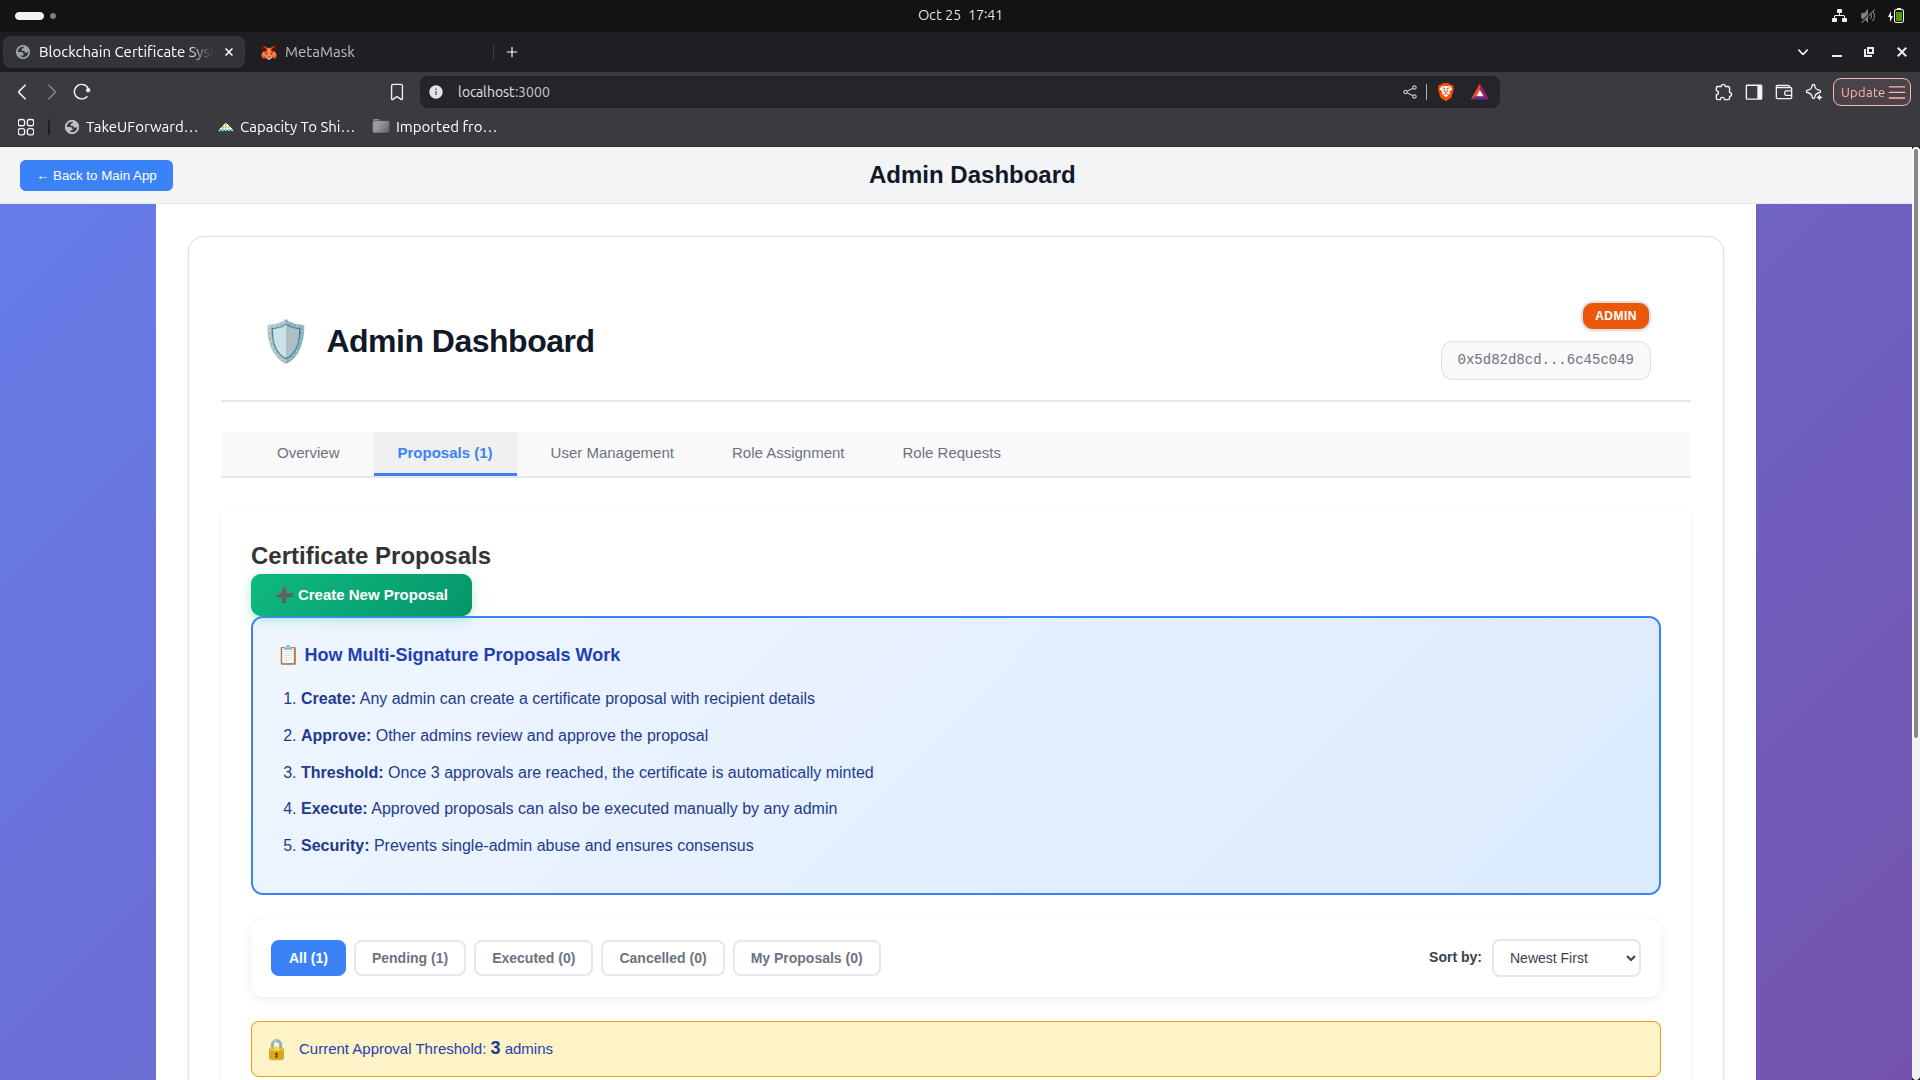 Oct 25 17:41
Blockchain Certificate Sys
MetaMask
localhost:3000
Update
TakeUForward...
Capacity To Shi...
Imported fro...
← Back to Main App
Admin Dashboard
ADMIN
Admin Dashboard
0x5d82d8cd...6c45c049
Overview
Proposals (1)
User Management
Role Assignment
Role Requests
Certificate Proposals
➕ Create New Proposal
📋 How Multi-Signature Proposals Work
1. Create: Any admin can create a certificate proposal with recipient details
2. Approve: Other admins review and approve the proposal
3. Threshold: Once 3 approvals are reached, the certificate is automatically minted
4. Execute: Approved proposals can also be executed manually by any admin
5. Security: Prevents single-admin abuse and ensures consensus
All (1)
Pending (1)
Executed (0)
Cancelled (0)
My Proposals (0)
Sort by:
Newest First
🔒 Current Approval Threshold: 3 admins